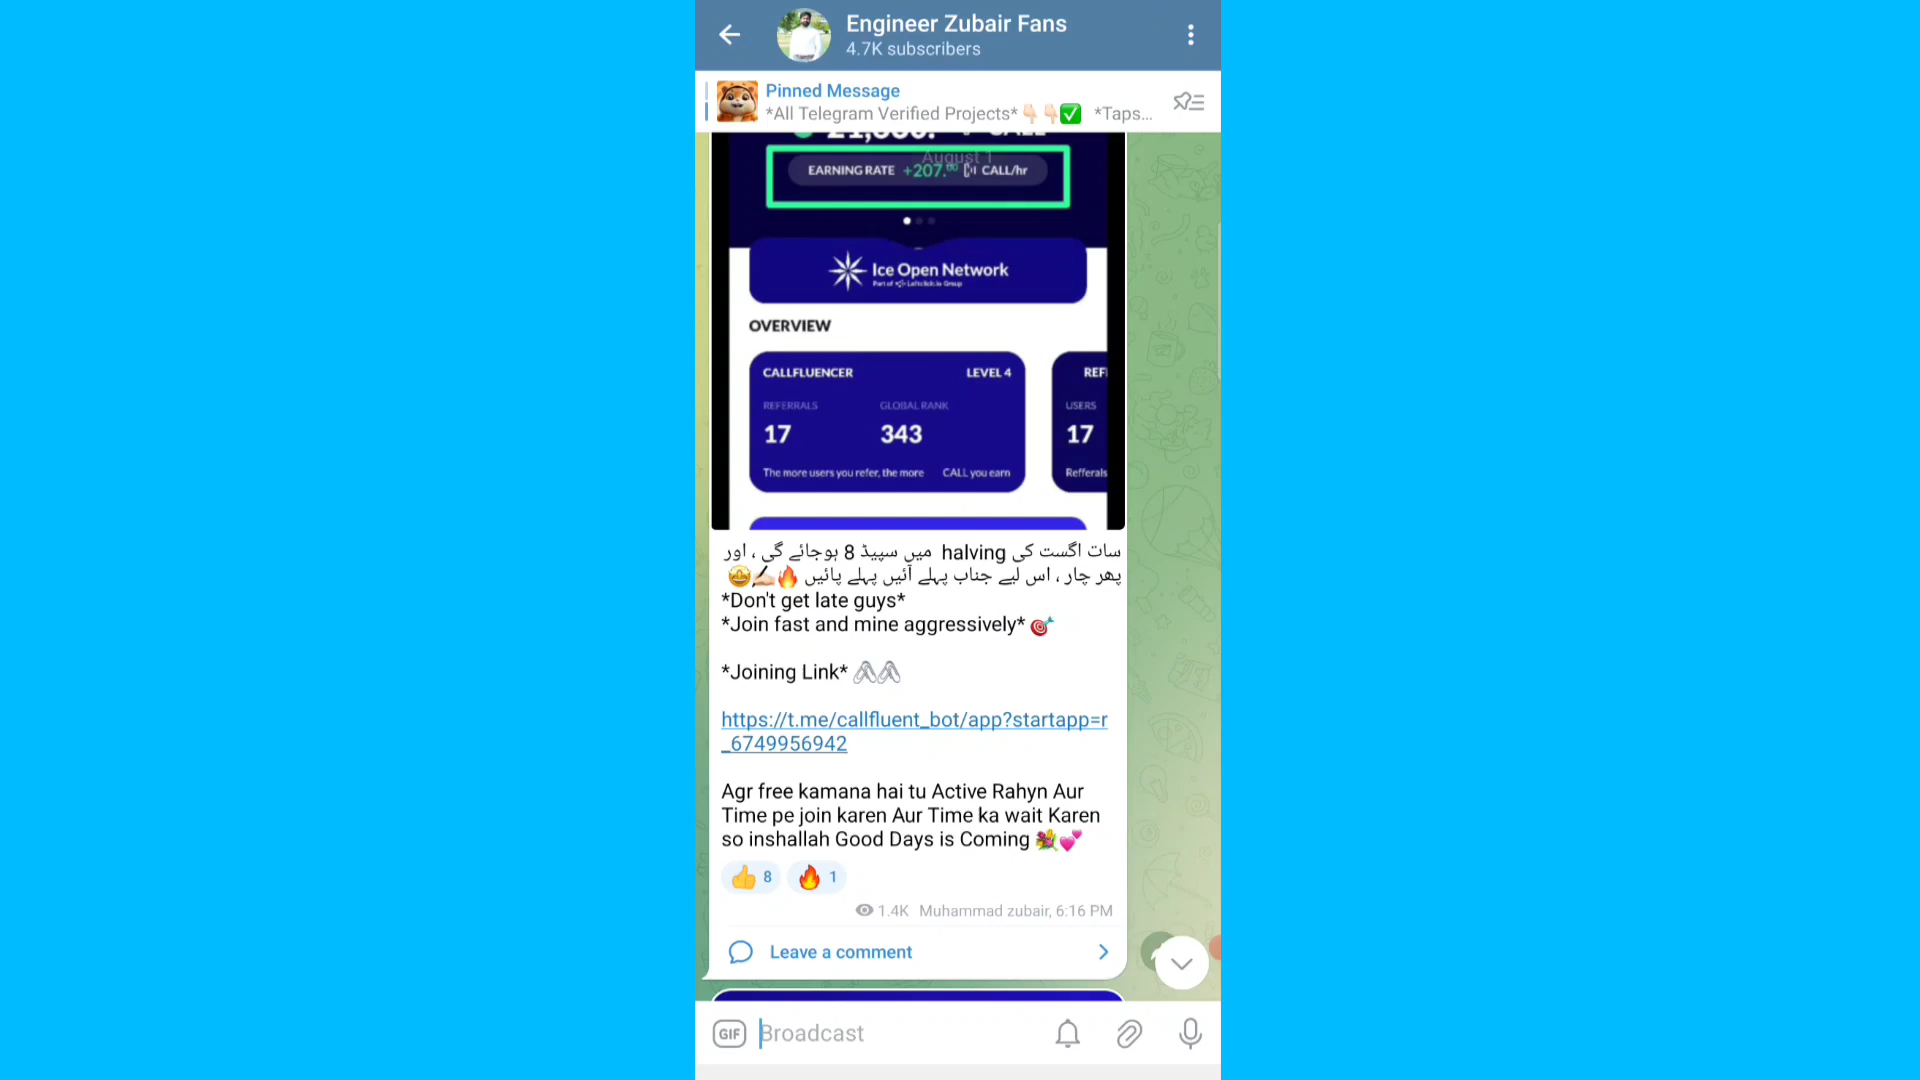 Engineer Zubair Fans
4.7K subscribers
Pinned Message
*All Telegram Verified Projects*👇🏻👇🏻✅ *Taps...
August 1
EARNING RATE +207.00 CALL/hr
Ice Open Network
Part of Leftclick.io Group
OVERVIEW
CALLFLUENCER LEVEL 4
REFERRALS GLOBAL RANK USERS
17 343 17
The more users you refer, the more CALL you earn Refferals
سات اگست کی halving میں سپیڈ 8 ہوجائے گی ، اور
پھر چار ، اس لیے جناب پہلے آئیں پہلے پائیں 🔥✍🏻🤩
*Don't get late guys*
*Join fast and mine aggressively* 🎯
*Joining Link* 🖇️🖇️
https://t.me/callfluent_bot/app?startapp=r
_6749956942
Agr free kamana hai tu Active Rahyn Aur
Time pe join karen Aur Time ka wait Karen
so inshallah Good Days is Coming 💐💕
👍 8 🔥 1
1.4K Muhammad zubair, 6:16 PM
Leave a comment
GIF Broadcast